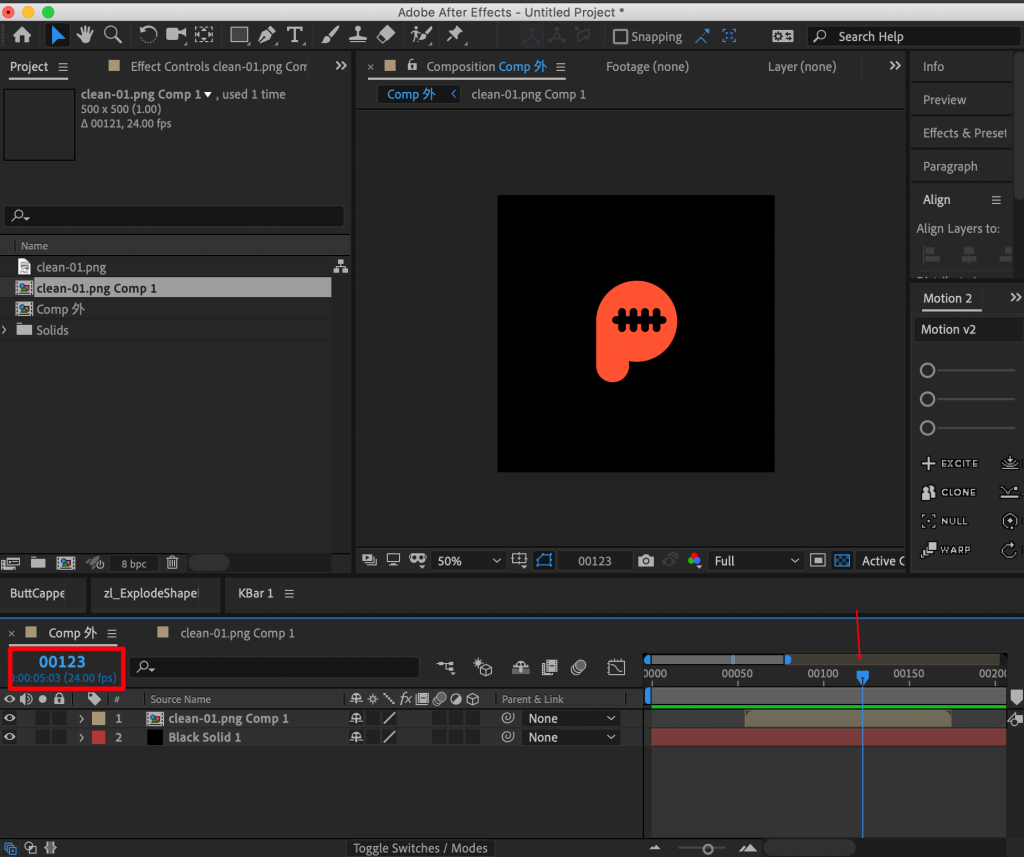 Adobe After Effects - Untitled Project *
Snapping
Search Help
Project
Effect Controls clean-01.png Com
clean-01.png Comp 1 , used 1 time
500 x 500 (1.00)
Δ 00121, 24.00 fps
Name
clean-01.png
clean-01.png Comp 1
Comp 外
Solids
8 bpc
Composition Comp 外
Footage (none)
Layer (none)
Comp 外
clean-01.png Comp 1
50%
00123
Full
Active C
Info
Preview
Effects & Preset
Paragraph
Align
Align Layers to:
Motion 2
Motion v2
EXCITE
CLONE
NULL
WARP
ButtCappe
zl_ExplodeShape
KBar 1
Comp 外
clean-01.png Comp 1
00123
0:00:05:03 (24.00 fps)
0000 00050 00100 00150 0020
# Source Name
fx
Parent & Link
1 clean-01.png Comp 1 None
2 Black Solid 1 None
Toggle Switches / Modes